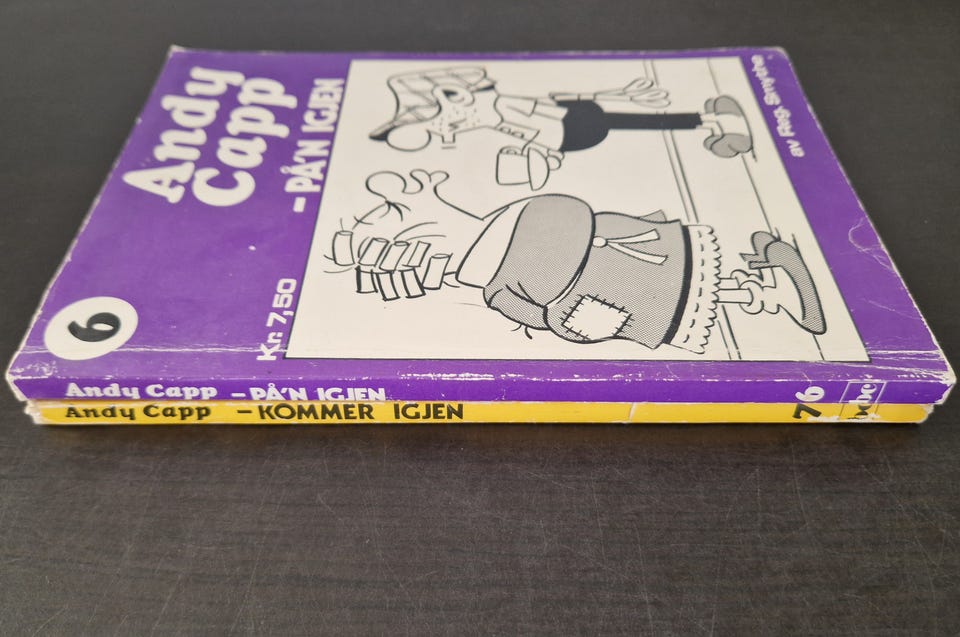 Andy
Capp
- PÅ'N IGJEN
av Reg. Smythe
Kr. 7,50
6
Andy Capp - PÅ'N IGJEN
Andy Capp - KOMMER IGJEN
76